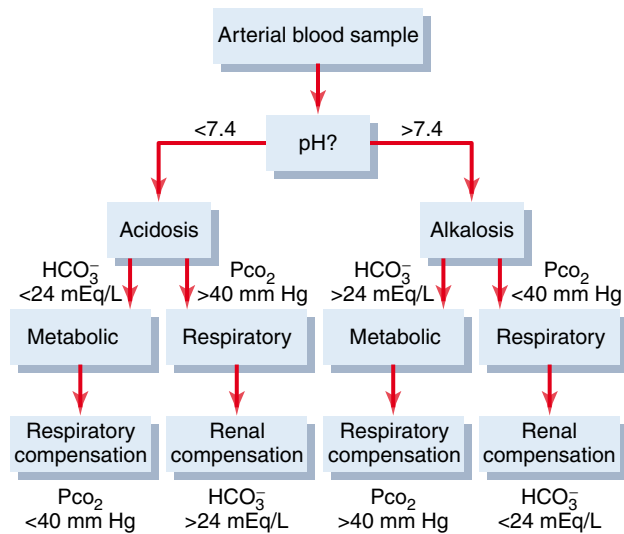 Arterial blood sample
<7.4
pH?
>7.4
Acidosis
Alkalosis
HCO₃⁻
<24 mEq/L
Pco₂
>40 mm Hg
HCO₃⁻
>24 mEq/L
Pco₂
<40 mm Hg
Metabolic
Respiratory
Metabolic
Respiratory
Respiratory
compensation
Renal
compensation
Respiratory
compensation
Renal
compensation
Pco₂
<40 mm Hg
HCO₃⁻
>24 mEq/L
Pco₂
>40 mm Hg
HCO₃⁻
<24 mEq/L